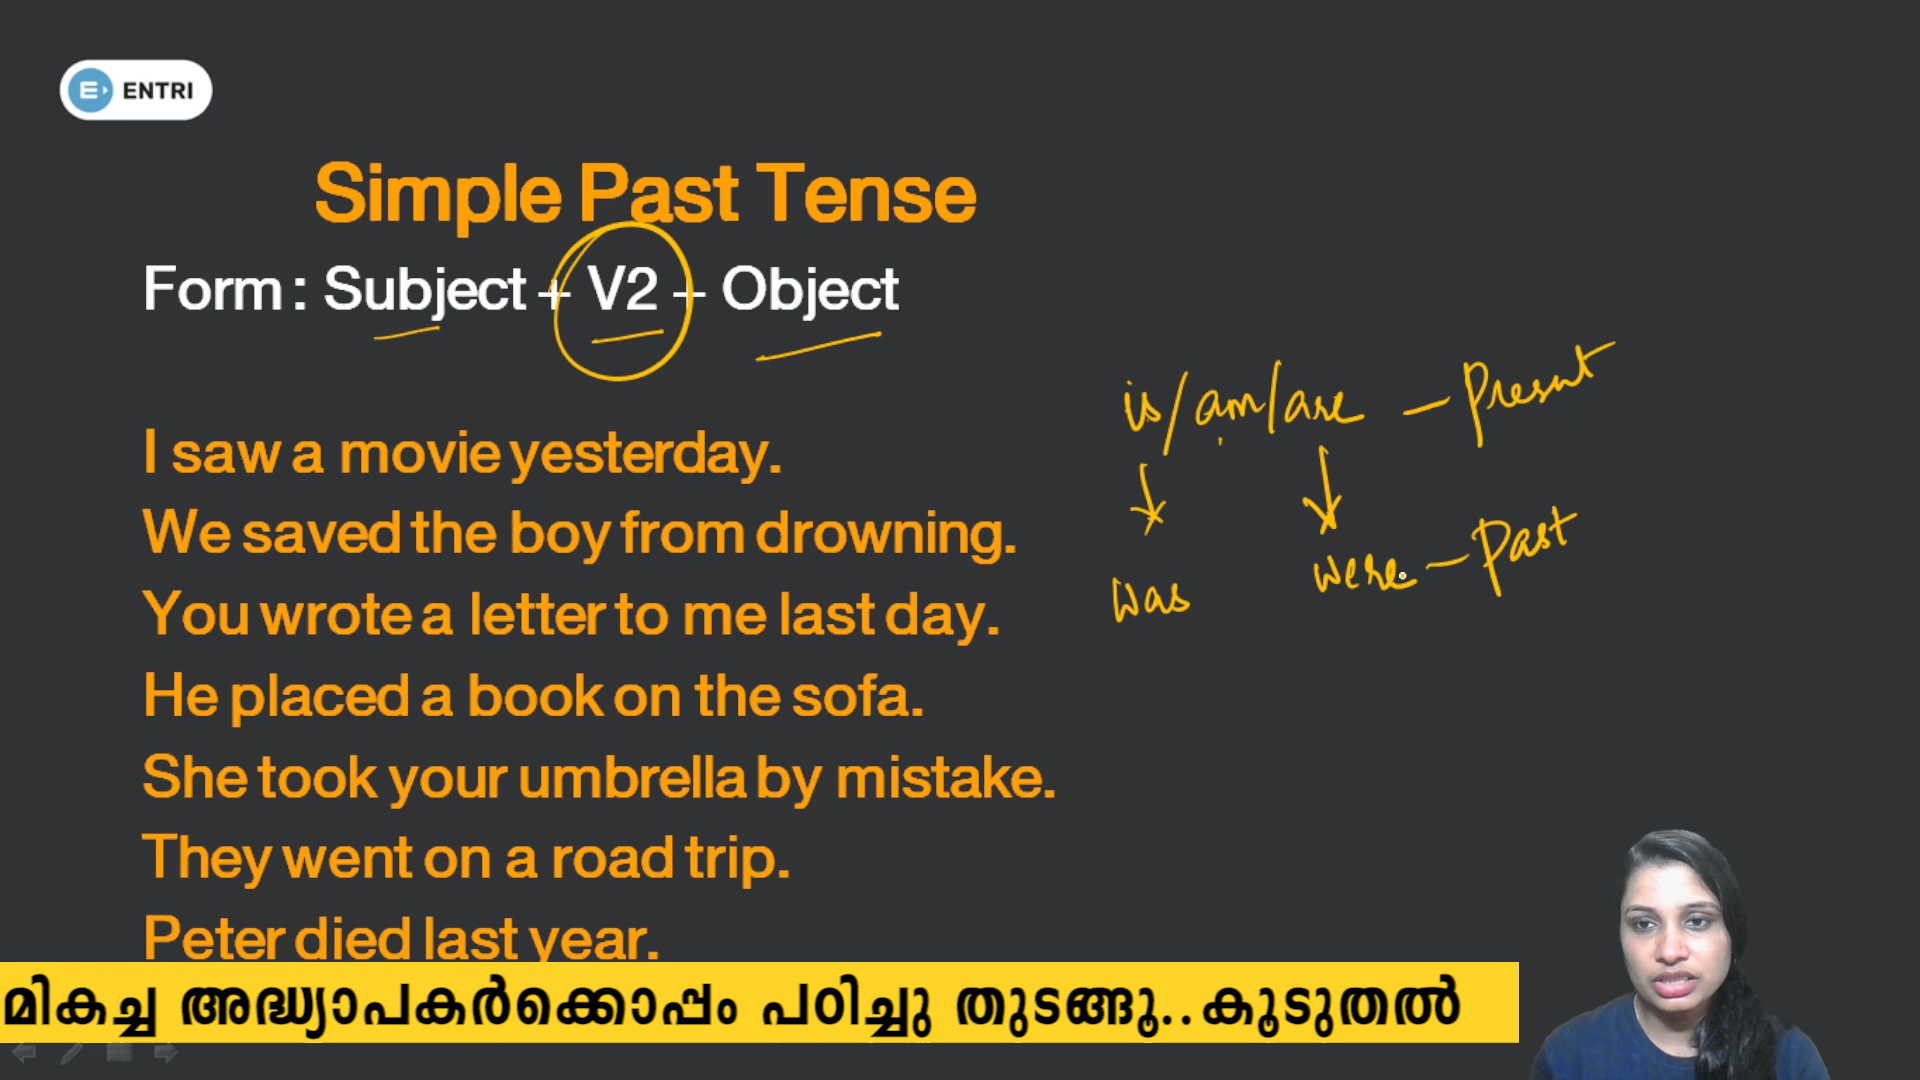 ENTRI
Simple Past Tense
Form : Subject + V2 + Object
is/am/are – Present
was were – Past
I saw a movie yesterday.
We saved the boy from drowning.
You wrote a letter to me last day.
He placed a book on the sofa.
She took your umbrella by mistake.
They went on a road trip.
Peter died last year.
മികച്ച അദ്ധ്യാപകർക്കൊപ്പം പഠിച്ചു തുടങ്ങൂ..കൂടുതൽ